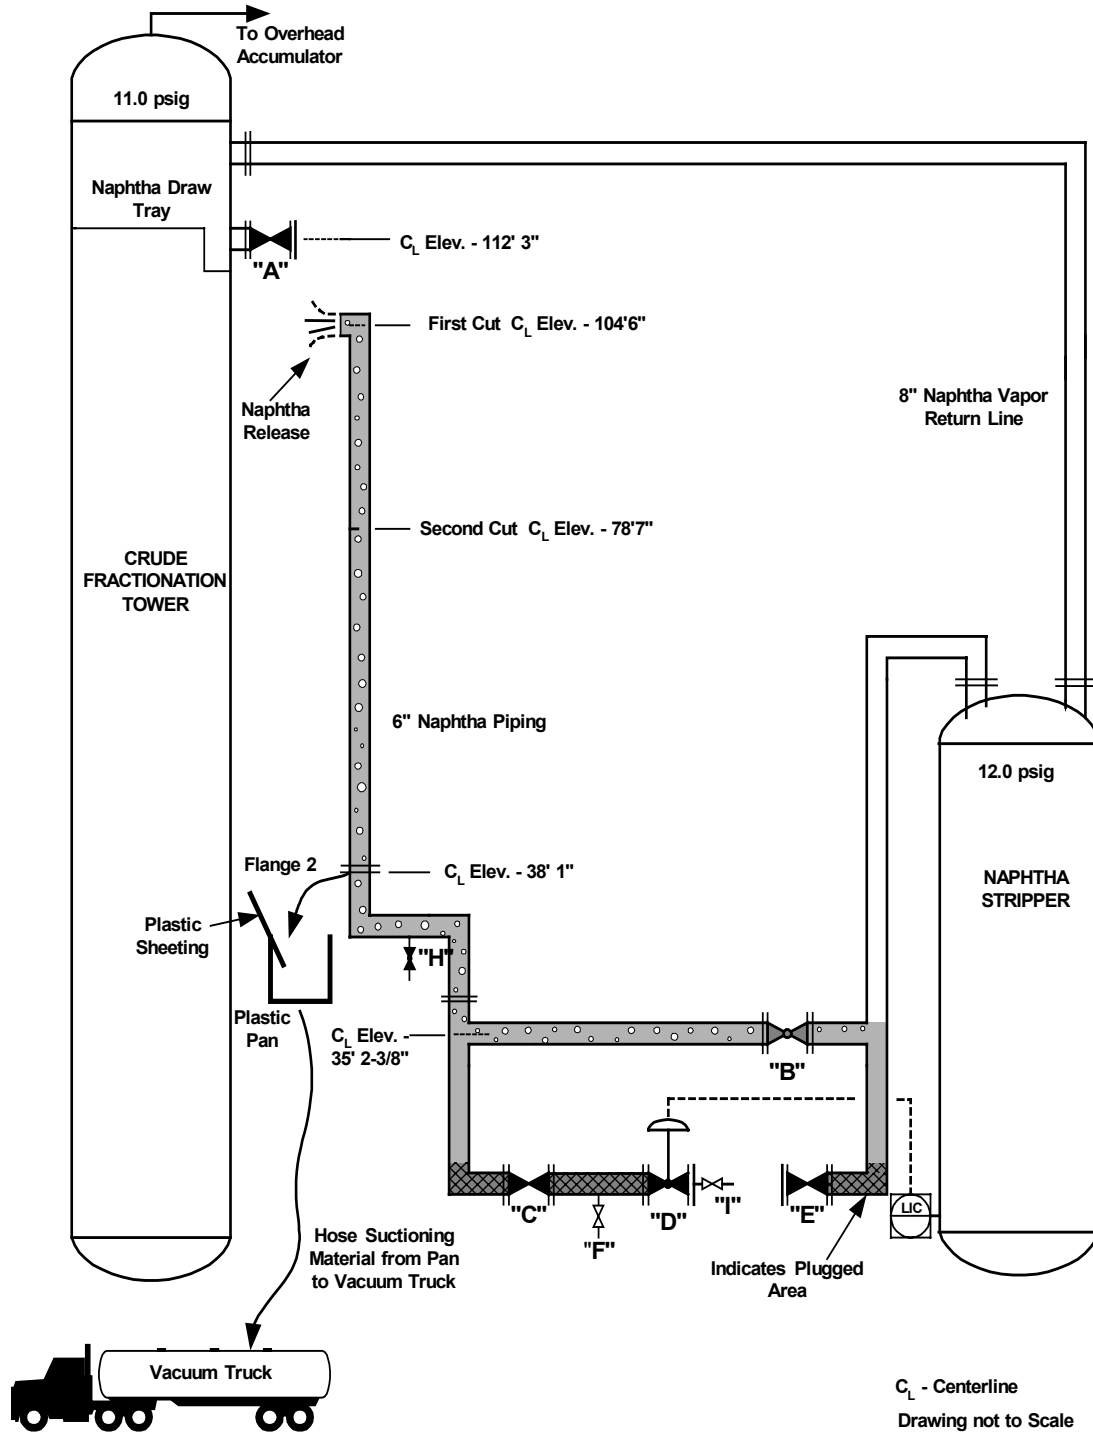 To Overhead
Accumulator
11.0 psig
Naphtha Draw
Tray
"A"
CL Elev. - 112' 3"
First Cut CL Elev. - 104'6"
Naphtha
Release
8" Naphtha Vapor
Return Line
Second Cut CL Elev. - 78'7"
CRUDE
FRACTIONATION
TOWER
6" Naphtha Piping
12.0 psig
Flange 2
CL Elev. - 38' 1"
NAPHTHA
STRIPPER
Plastic
Sheeting
"H"
Plastic
Pan
CL Elev. -
35' 2-3/8"
"B"
"C"
"D"
"I"
"E"
LIC
"F"
Hose Suctioning
Material from Pan
to Vacuum Truck
Indicates Plugged
Area
Vacuum Truck
CL - Centerline
Drawing not to Scale